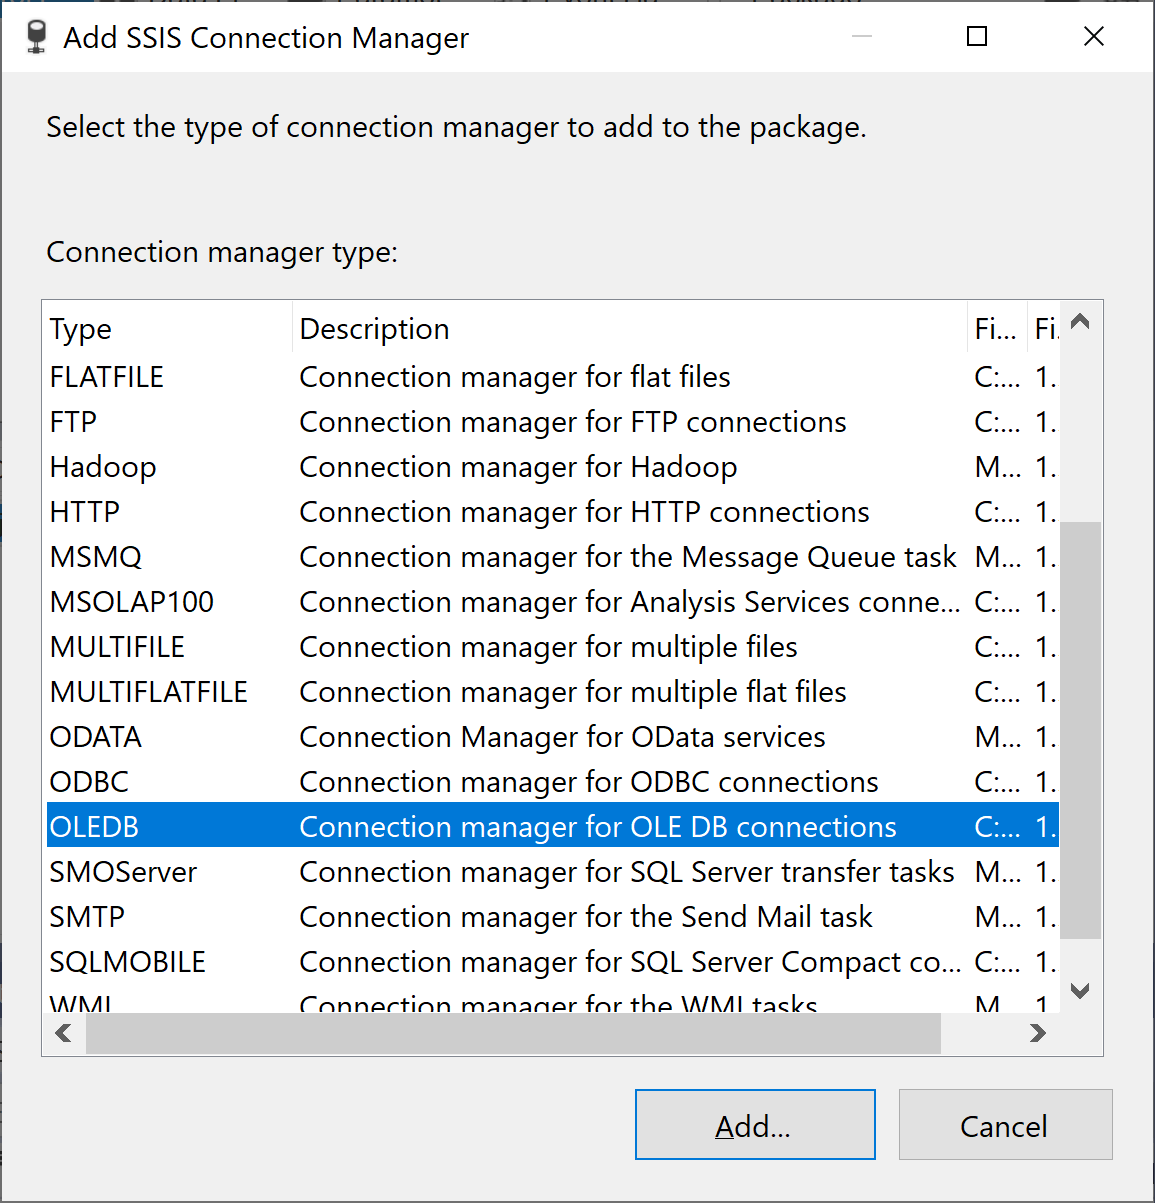 Add SSIS Connection Manager
Select the type of connection manager to add to the package.
Connection manager type:
Type Description Fi... Fi.
FLATFILE Connection manager for flat files C:... 1.
FTP Connection manager for FTP connections C:... 1.
Hadoop Connection manager for Hadoop M... 1.
HTTP Connection manager for HTTP connections C:... 1.
MSMQ Connection manager for the Message Queue task M... 1.
MSOLAP100 Connection manager for Analysis Services conne... C:... 1.
MULTIFILE Connection manager for multiple files C:... 1.
MULTIFLATFILE Connection manager for multiple flat files C:... 1.
ODATA Connection Manager for OData services M... 1.
ODBC Connection manager for ODBC connections C:... 1.
OLEDB Connection manager for OLE DB connections C:... 1.
SMOServer Connection manager for SQL Server transfer tasks M... 1.
SMTP Connection manager for the Send Mail task M... 1.
SQLMOBILE Connection manager for SQL Server Compact co... C:... 1.
WMI Connection manager for the WMI tasks M 1
Add... Cancel